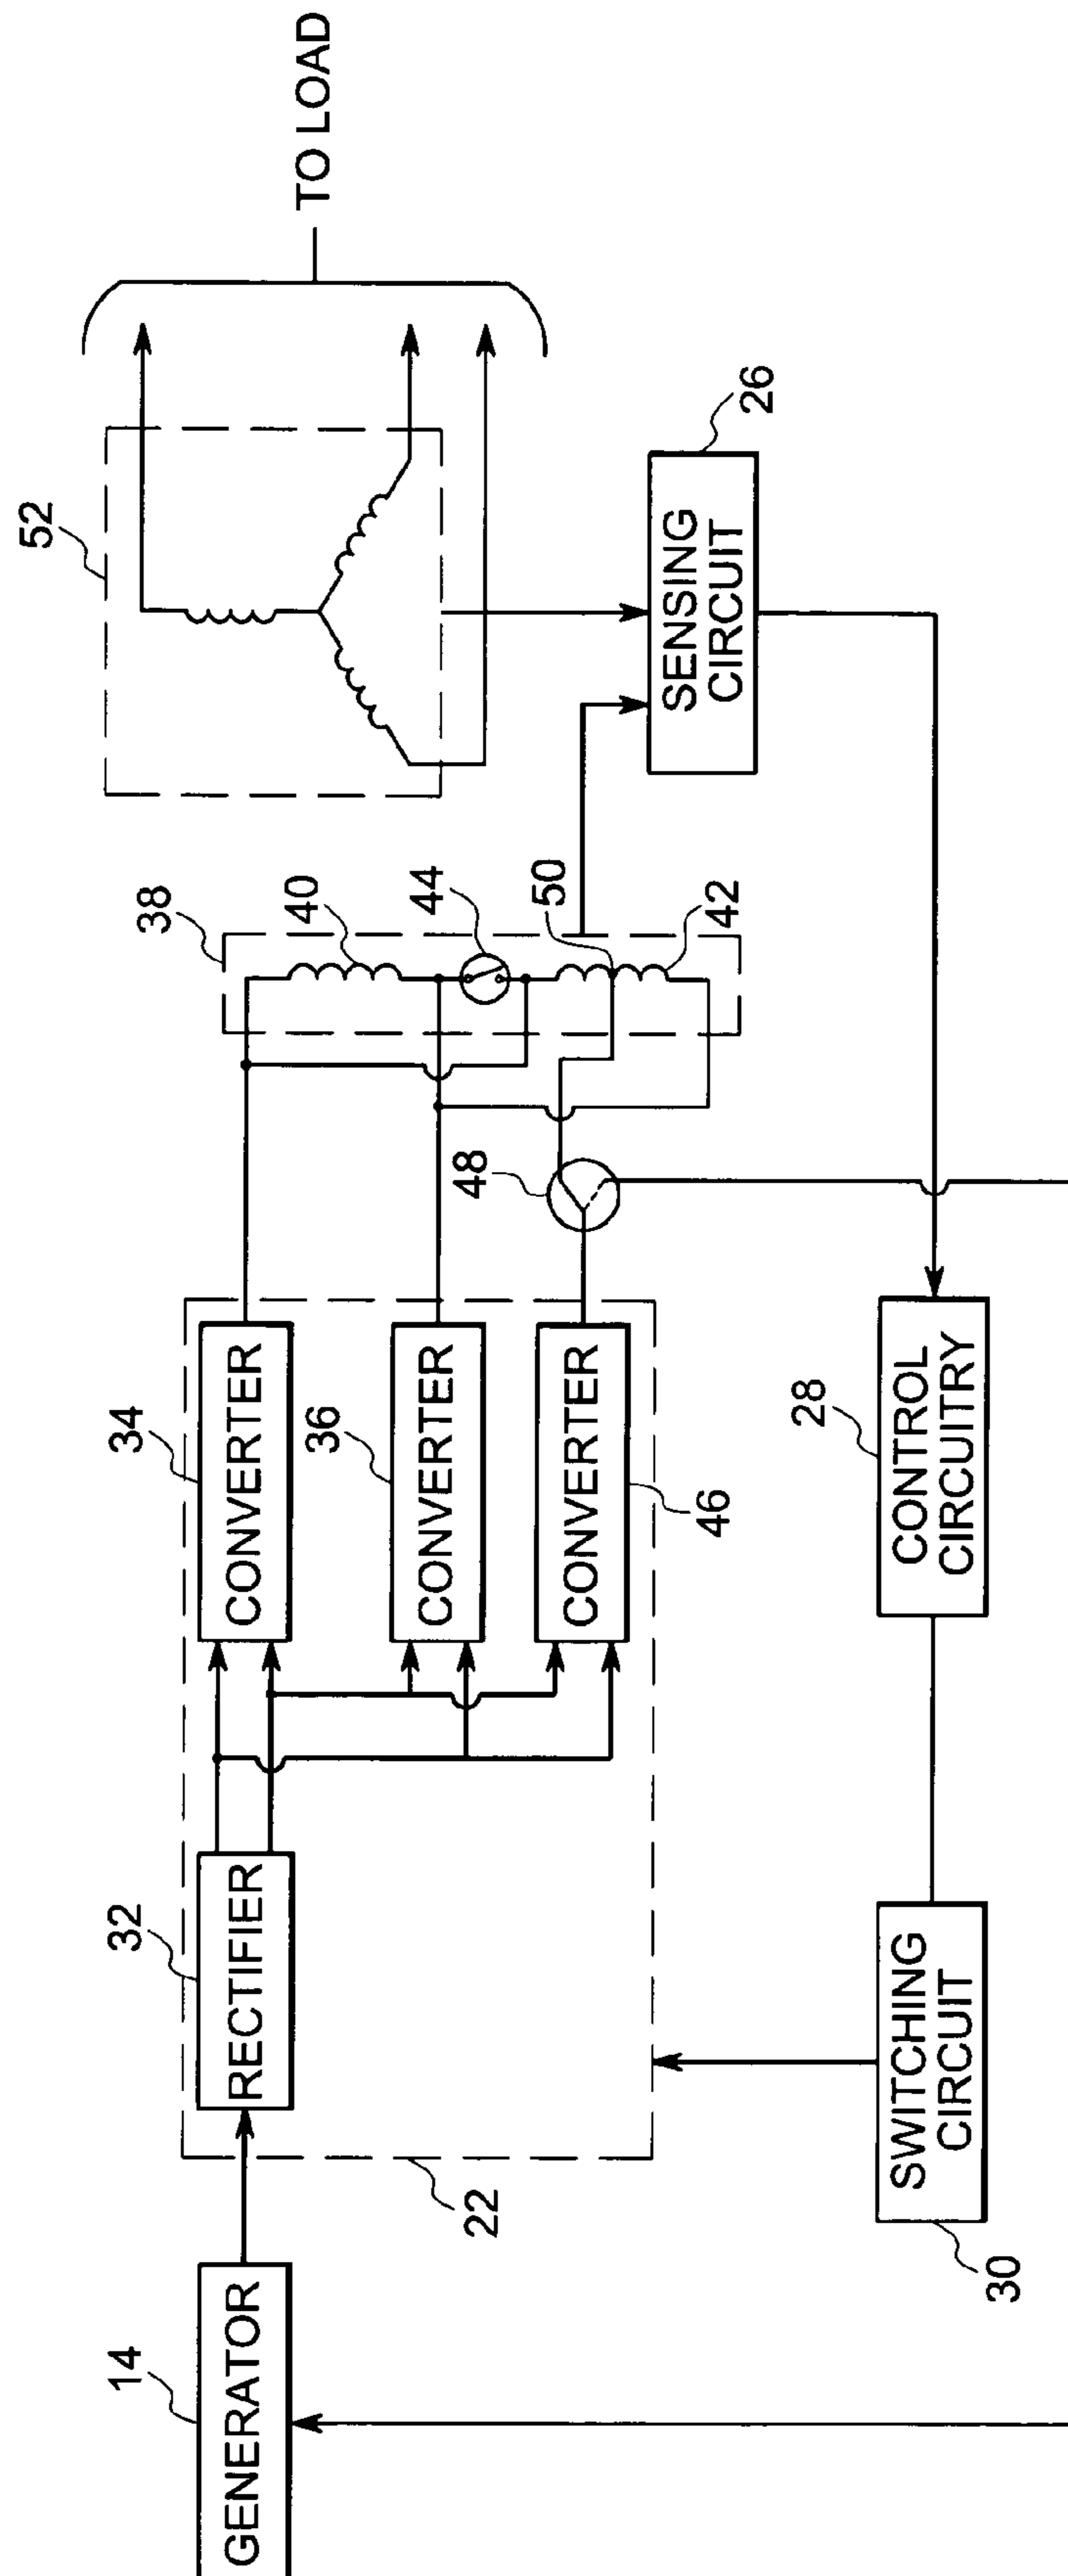 14
GENERATOR
22
32
RECTIFIER
34
CONVERTER
36
CONVERTER
46
CONVERTER
48
38
40
44
50
42
52
TO LOAD
26
SENSING
CIRCUIT
28
CONTROL
CIRCUITRY
30
SWITCHING
CIRCUIT